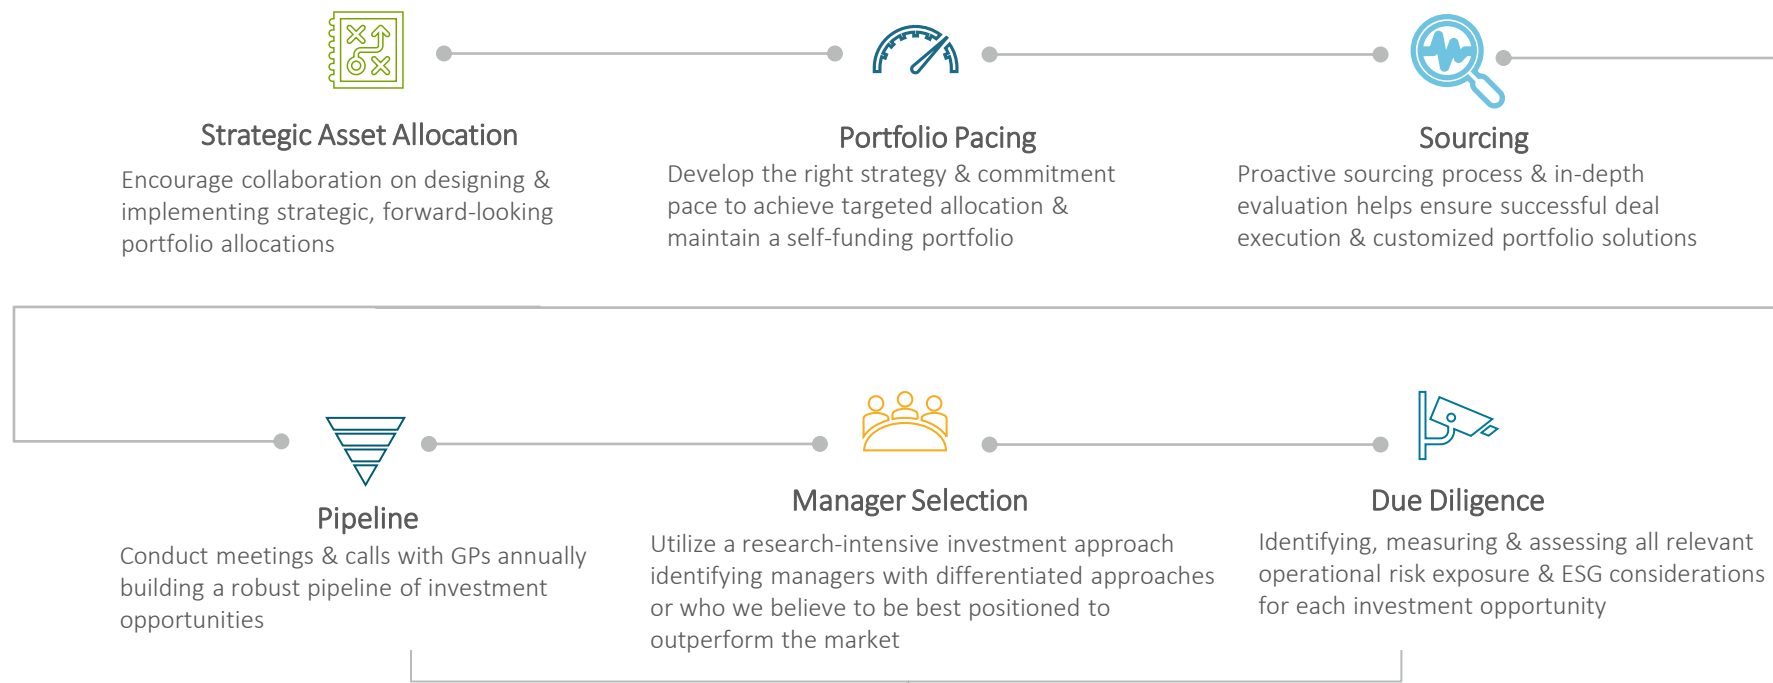 Strategic Asset Allocation
Encourage collaboration on designing &
implementing strategic, forward-looking
portfolio allocations
Portfolio Pacing
Develop the right strategy & commitment
pace to achieve targeted allocation &
maintain a self-funding portfolio
Sourcing
Proactive sourcing process & in-depth
evaluation helps ensure successful deal
execution & customized portfolio solutions
Pipeline
Conduct meetings & calls with GPs annually
building a robust pipeline of investment
opportunities
Manager Selection
Utilize a research-intensive investment approach
identifying managers with differentiated approaches
or who we believe to be best positioned to
outperform the market
Due Diligence
Identifying, measuring & assessing all relevant
operational risk exposure & ESG considerations
for each investment opportunity